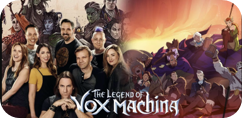 THE LEGEND OF
VOX MACHINA